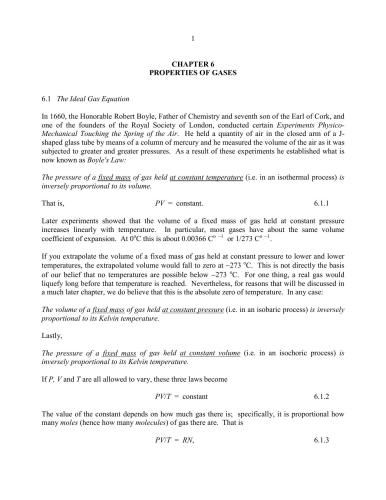 1
CHAPTER 6
PROPERTIES OF GASES
6.1 The Ideal Gas Equation
In 1660, the Honorable Robert Boyle, Father of Chemistry and seventh son of the Earl of Cork, and
one of the founders of the Royal Society of London, conducted certain Experiments Physico-
Mechanical Touching the Spring of the Air. He held a quantity of air in the closed arm of a J-
shaped glass tube by means of a column of mercury and he measured the volume of the air as it was
subjected to greater and greater pressures. As a result of these experiments he established what is
now known as Boyle's Law:
The pressure of a fixed mass of gas held at constant temperature (i.e. in an isothermal process) is
inversely proportional to its volume.
That is, PV = constant. 6.1.1
Later experiments showed that the volume of a fixed mass of gas held at constant pressure
increases linearly with temperature. In particular, most gases have about the same volume
coefficient of expansion. At 0°C this is about 0.00366 C° ⁻¹ or 1/273 C° ⁻¹.
If you extrapolate the volume of a fixed mass of gas held at constant pressure to lower and lower
temperatures, the extrapolated volume would fall to zero at −273 °C. This is not directly the basis
of our belief that no temperatures are possible below −273 °C. For one thing, a real gas would
liquefy long before that temperature is reached. Nevertheless, for reasons that will be discussed in
a much later chapter, we do believe that this is the absolute zero of temperature. In any case:
The volume of a fixed mass of gas held at constant pressure (i.e. in an isobaric process) is inversely
proportional to its Kelvin temperature.
Lastly,
The pressure of a fixed mass of gas held at constant volume (i.e. in an isochoric process) is
inversely proportional to its Kelvin temperature.
If P, V and T are all allowed to vary, these three laws become
PV/T = constant 6.1.2
The value of the constant depends on how much gas there is; specifically, it is proportional how
many moles (hence how many molecules) of gas there are. That is
PV/T = RN, 6.1.3